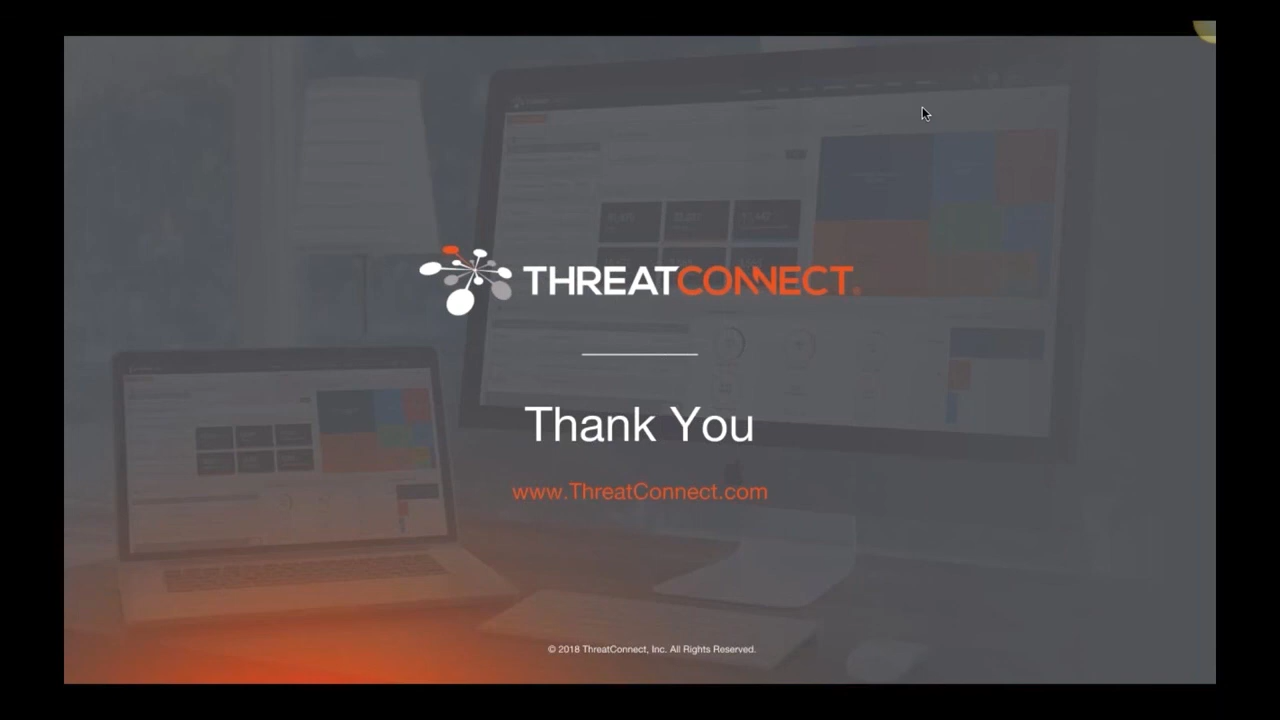 THREATCONNECT®
Thank You
www.ThreatConnect.com
© 2018 ThreatConnect, Inc. All Rights Reserved.